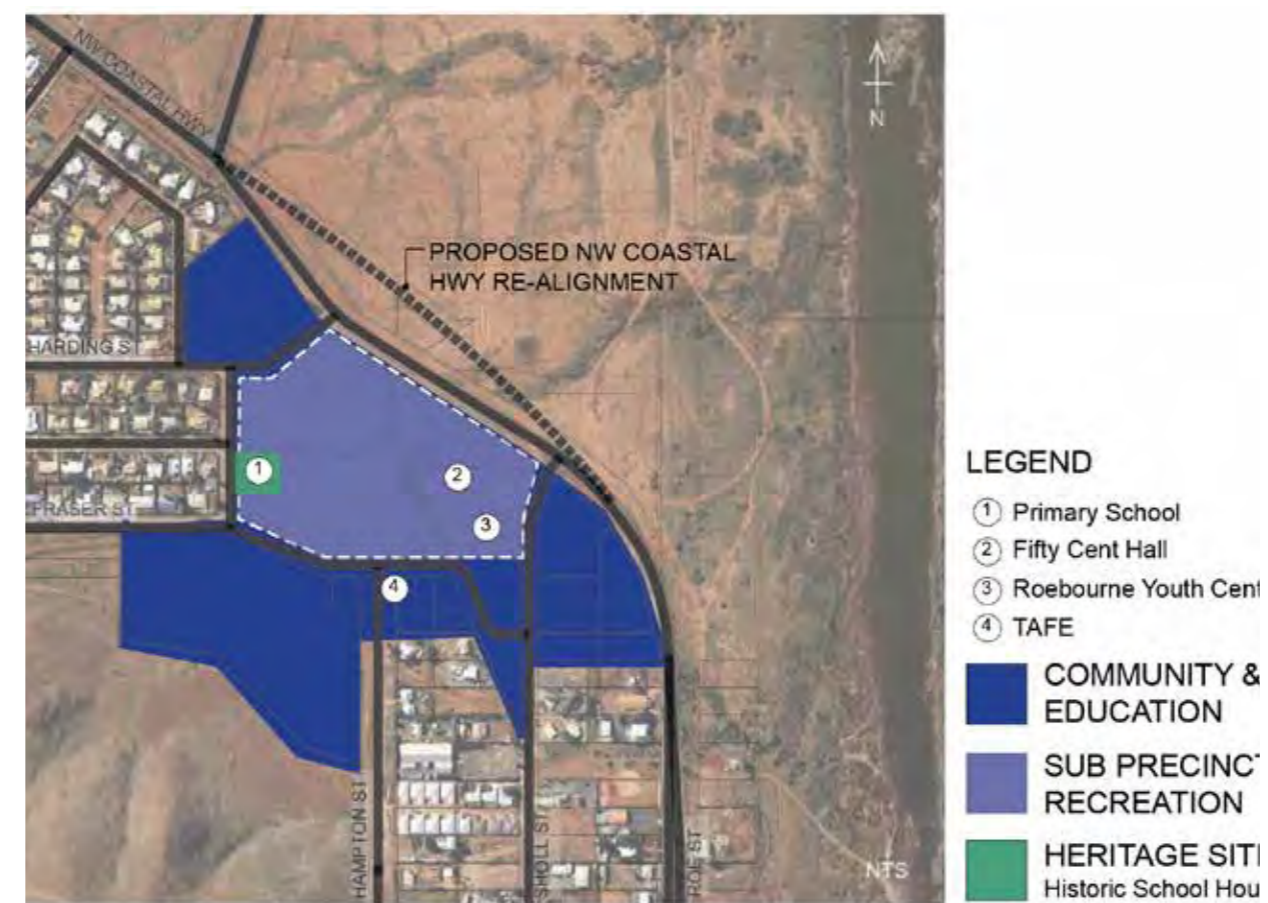 NW COASTAL HWY
N
PROPOSED NW COASTAL
HWY RE-ALIGNMENT
HARDING ST
1
2
FRASER ST
3
4
HAMPTON ST
SHOLL ST
ROE ST
NTS
LEGEND
1 Primary School
2 Fifty Cent Hall
3 Roebourne Youth Cent
4 TAFE
COMMUNITY &
EDUCATION
SUB PRECINCT
RECREATION
HERITAGE SIT
Historic School Hou